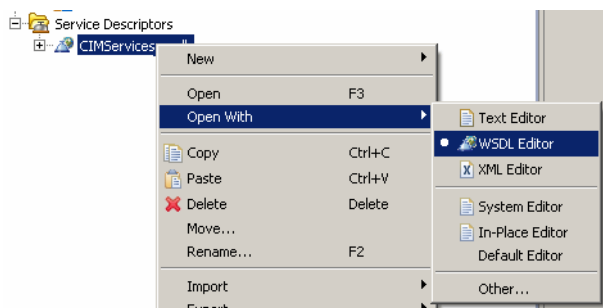 Service Descriptors
CIMServices
New
Open F3
Open With
Copy Ctrl+C
Paste Ctrl+V
Delete Delete
Move...
Rename... F2
Import
Text Editor
WSDL Editor
XML Editor
System Editor
In-Place Editor
Default Editor
Other...